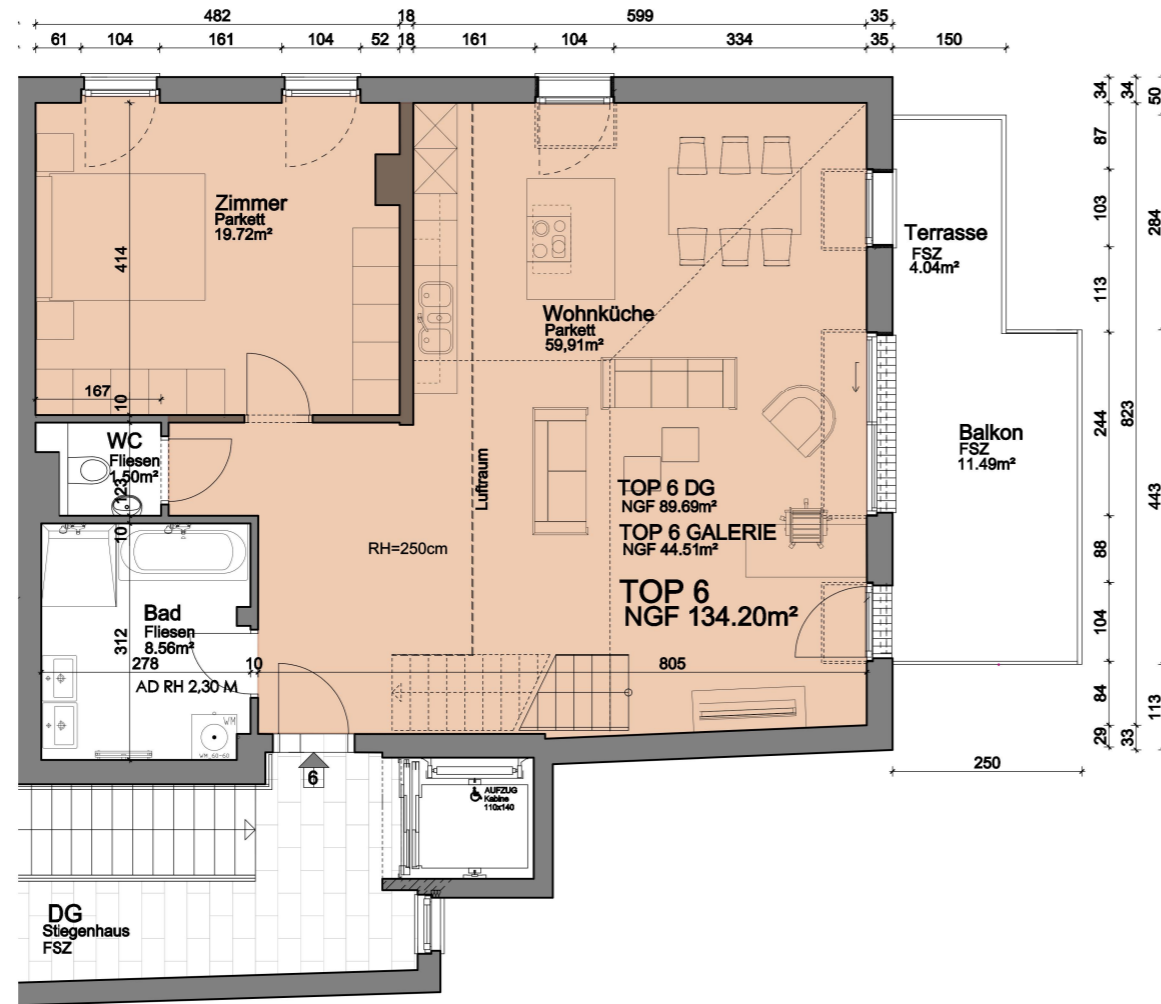 482 18 599 35
61 104 161 104 52 18 161 104 334 35 150
34 34 50
87
103
284
113
244
823
443
88
104
84
113
29 33
250
Zimmer
Parkett
19.72m²
414
167
10
Wohnküche
Parkett
59,91m²
Terrasse
FSZ
4.04m²
Balkon
FSZ
11.49m²
WC
Fliesen
1.50m²
123
10
Luftraum
RH=250cm
TOP 6 DG
NGF 89.69m²
TOP 6 GALERIE
NGF 44.51m²
TOP 6
NGF 134.20m²
Bad
Fliesen
8.56m²
312
278 10 805
AD RH 2,30 M
WM
WM_60-60
6
AUFZUG
Kabine
110x140
DG
Stiegenhaus
FSZ